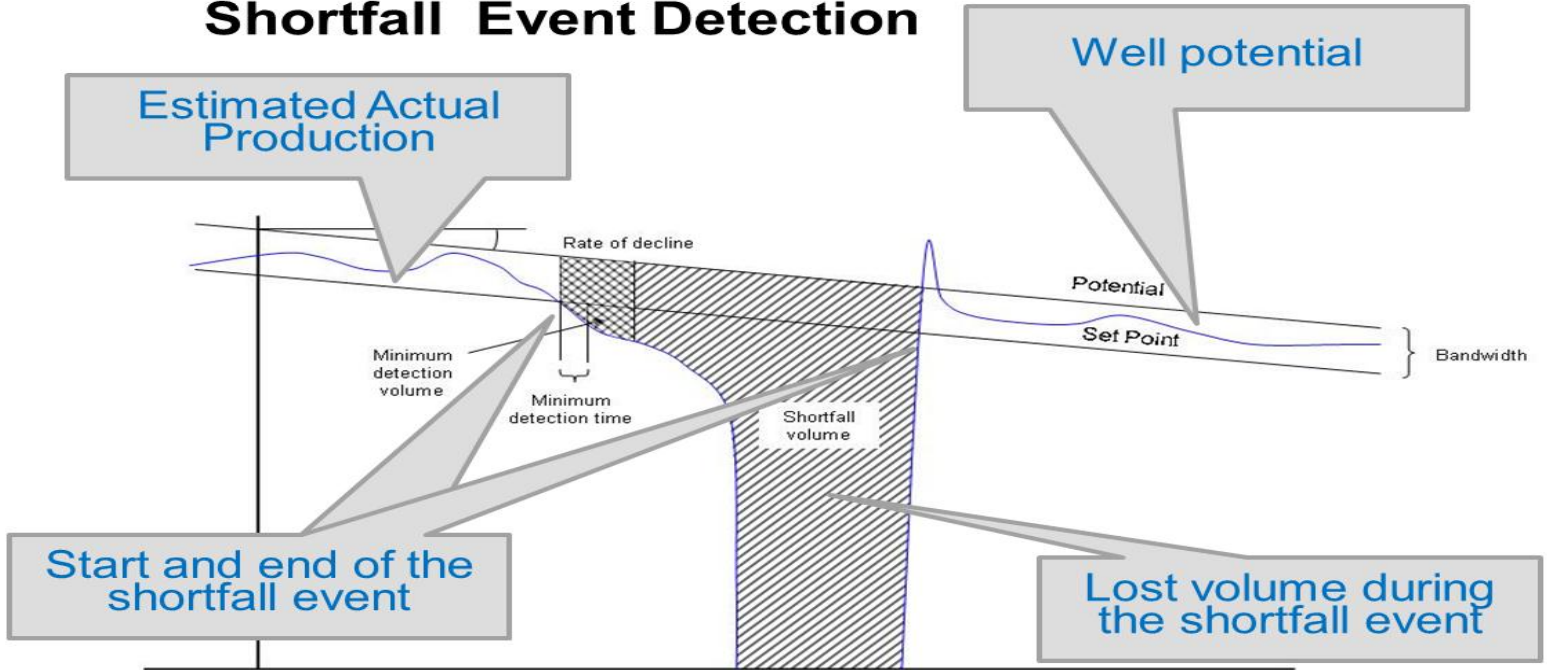 Shortfall Event Detection
Well potential
Estimated Actual
Production
Rate of decline
Potential
Set Point
Bandwidth
Minimum
detection
volume
Minimum
detection time
Shortfall
volume
Start and end of the
shortfall event
Lost volume during
the shortfall event